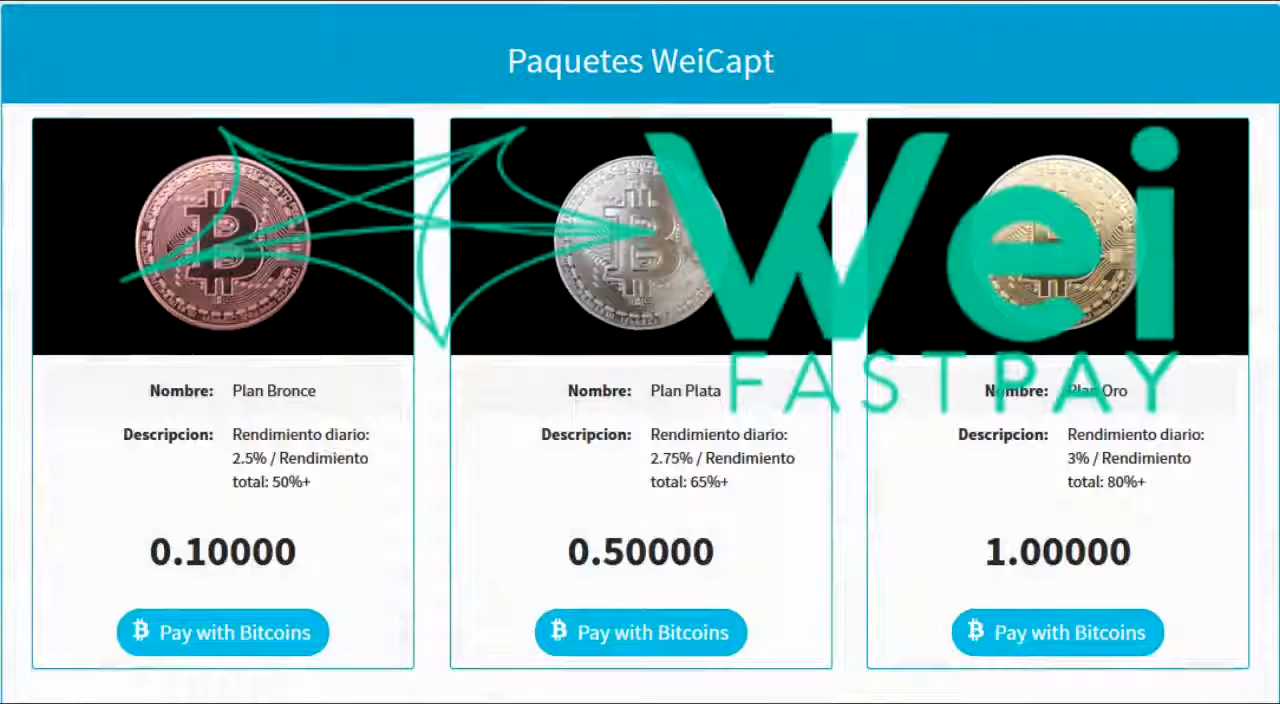 Paquetes WeiCapt
Wei
FASTPAY
Nombre: Plan Bronce
Descripcion: Rendimiento diario:
2.5% / Rendimiento
total: 50%+
0.10000
Pay with Bitcoins
Nombre: Plan Plata
Descripcion: Rendimiento diario:
2.75% / Rendimiento
total: 65%+
0.50000
Pay with Bitcoins
Nombre: Plan Oro
Descripcion: Rendimiento diario:
3% / Rendimiento
total: 80%+
1.00000
Pay with Bitcoins